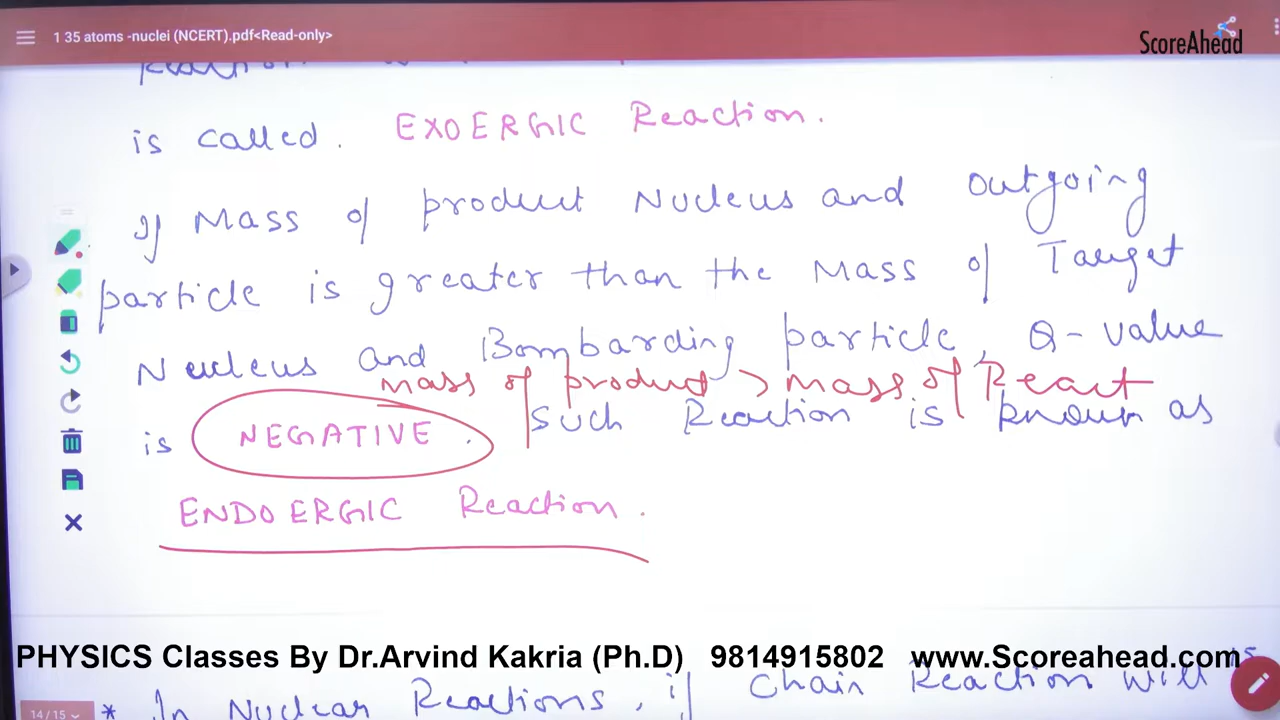 1 35 atoms -nuclei (NCERT).pdf<Read-only>
ScoreAhead
is called. EXOERGIC Reaction.
If Mass of product Nucleus and outgoing
particle is greater than the Mass of Target
Nucleus and Bombarding particle, Q-value
mass of product > mass of React
is NEGATIVE. Such Reaction is known as
ENDOERGIC Reaction.
PHYSICS Classes By Dr.Arvind Kakria (Ph.D) 9814915802 www.Scoreahead.com
* In Nuclear Reactions, if Chain Reaction will
14/15